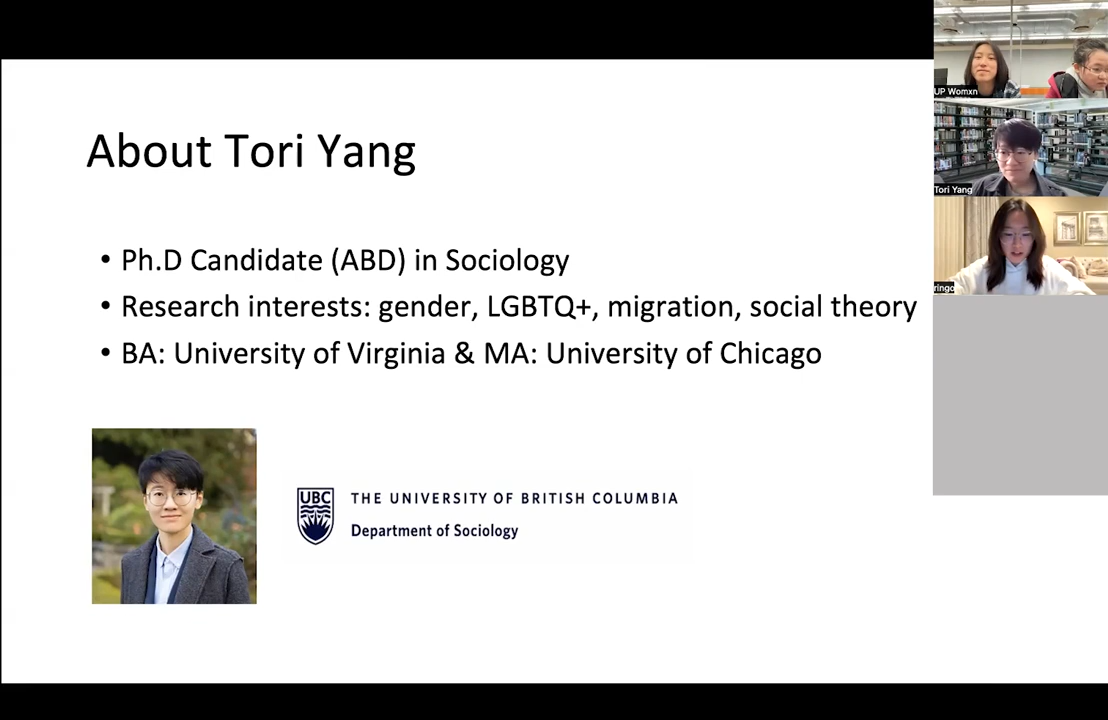 About Tori Yang
• Ph.D Candidate (ABD) in Sociology
• Research interests: gender, LGBTQ+, migration, social theory
• BA: University of Virginia & MA: University of Chicago
UBC
THE UNIVERSITY OF BRITISH COLUMBIA
Department of Sociology
UP Womxn
Tori Yang
ringo